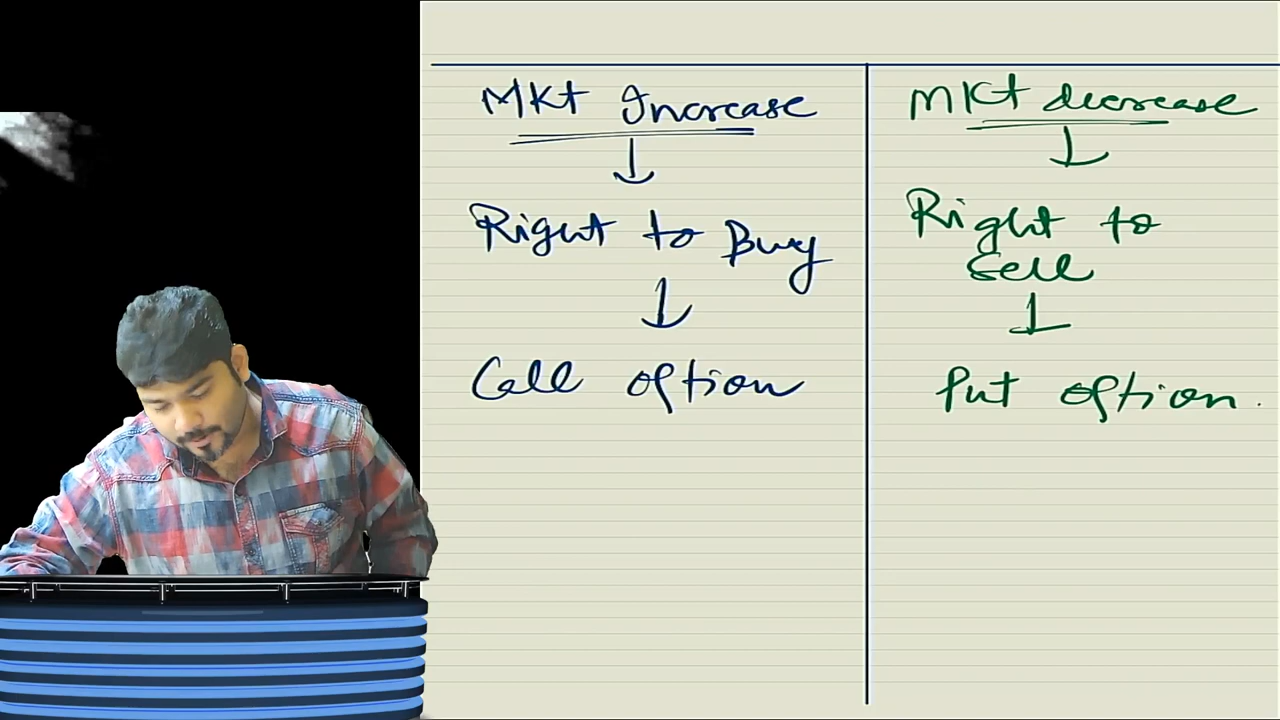 MKt Increase
Right to Buy
Call option
MKt decrease
Right to
Sell
Put option.